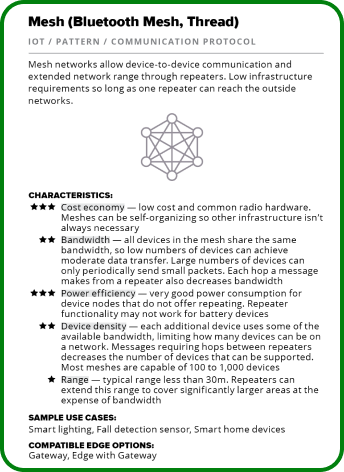 Mesh (Bluetooth Mesh, Thread)
IOT / PATTERN / COMMUNICATION PROTOCOL
Mesh networks allow device-to-device communication and
extended network range through repeaters. Low infrastructure
requirements so long as one repeater can reach the outside
networks.
CHARACTERISTICS:
★★★ Cost economy — low cost and common radio hardware.
Meshes can be self-organizing so other infrastructure isn't
always necessary
★★ Bandwidth — all devices in the mesh share the same
bandwidth, so low numbers of devices can achieve
moderate data transfer. Large numbers of devices can
only periodically send small packets. Each hop a message
makes from a repeater also decreases bandwidth
★★★ Power efficiency — very good power consumption for
device nodes that do not offer repeating. Repeater
functionality may not work for battery devices
★★ Device density — each additional device uses some of the
available bandwidth, limiting how many devices can be on
a network. Messages requiring hops between repeaters
decreases the number of devices that can be supported.
Most meshes are capable of 100 to 1,000 devices
★ Range — typical range less than 30m. Repeaters can
extend this range to cover significantly larger areas at the
expense of bandwidth
SAMPLE USE CASES:
Smart lighting, Fall detection sensor, Smart home devices
COMPATIBLE EDGE OPTIONS:
Gateway, Edge with Gateway